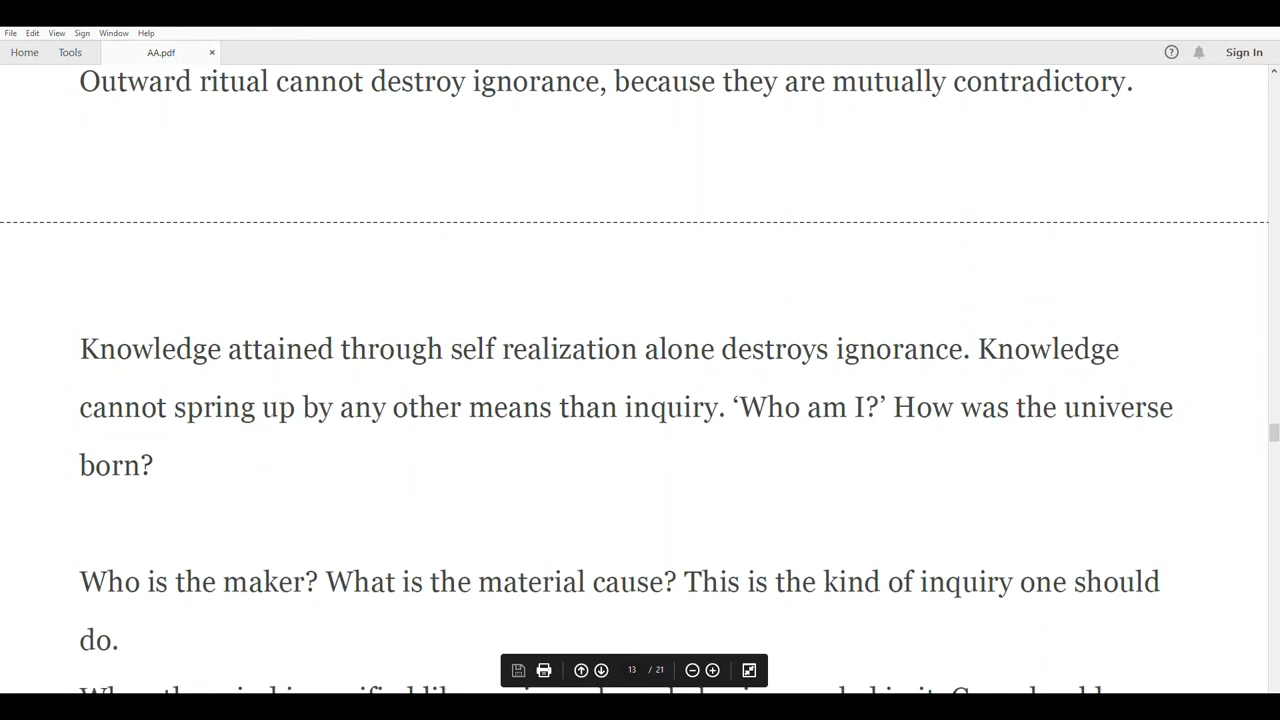 File Edit View Sign Window Help
Home Tools AA.pdf × ? Sign In
Outward ritual cannot destroy ignorance, because they are mutually contradictory.
Knowledge attained through self realization alone destroys ignorance. Knowledge
cannot spring up by any other means than inquiry. ‘Who am I?’ How was the universe
born?
Who is the maker? What is the material cause? This is the kind of inquiry one should
do.
13 / 21